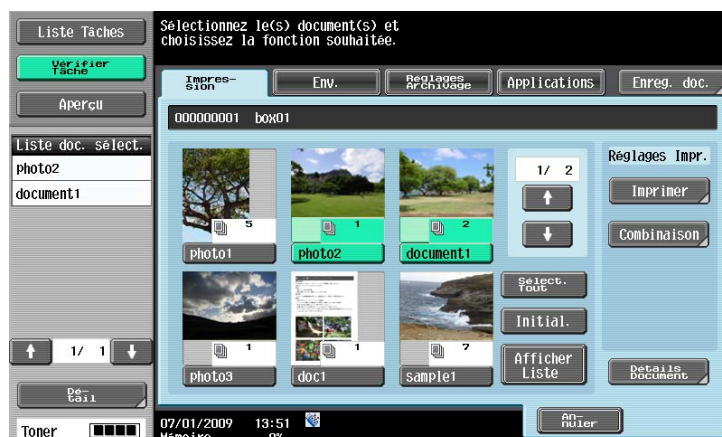 Liste Tâches
Vérifier
Tâche
Aperçu
Liste doc. sélect.
photo2
document1
1/ 1
Dé-
tail
Toner
Sélectionnez le(s) document(s) et
choisissez la fonction souhaitée.
Impres-
sion
Env.
Réglages
Archivage
Applications
Enreg. doc.
000000001 box01
5
photo1
1
photo2
2
document1
1
photo3
1
doc1
7
sample1
1/ 2
Sélect.
Tout
Initial.
Afficher
Liste
Réglages Impr.
Imprimer
Combinaison
Détails
Document
An-
nuler
07/01/2009 13:51
Mémoire 0%